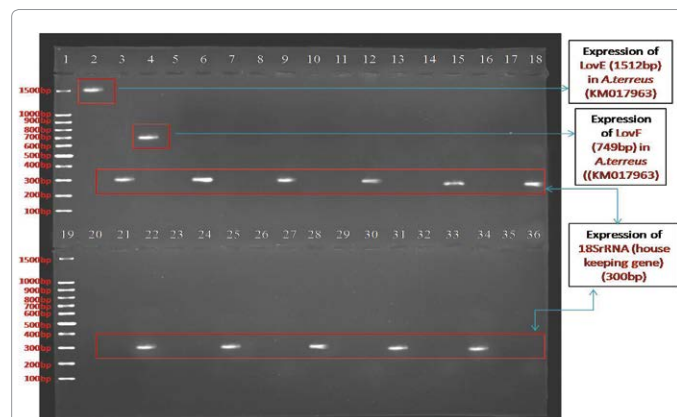 1 2 3 4 5 6 7 8 9 10 11 12 13 14 15 16 17 18
1500bp
1000bp
900bp
800bp
700bp
600bp
500bp
400bp
300bp
200bp
100bp
19 20 21 22 23 24 25 26 27 28 29 30 31 32 33 34 35 36
1500bp
1000bp
900bp
800bp
700bp
600bp
500bp
400bp
300bp
200bp
100bp
Expression of
LovE (1512bp)
in A.terreus
(KM017963)
Expression
of LovF
(749bp) in
A.terreus
((KM017963)
Expression of
18SrRNA (house
keeping gene)
(300bp)